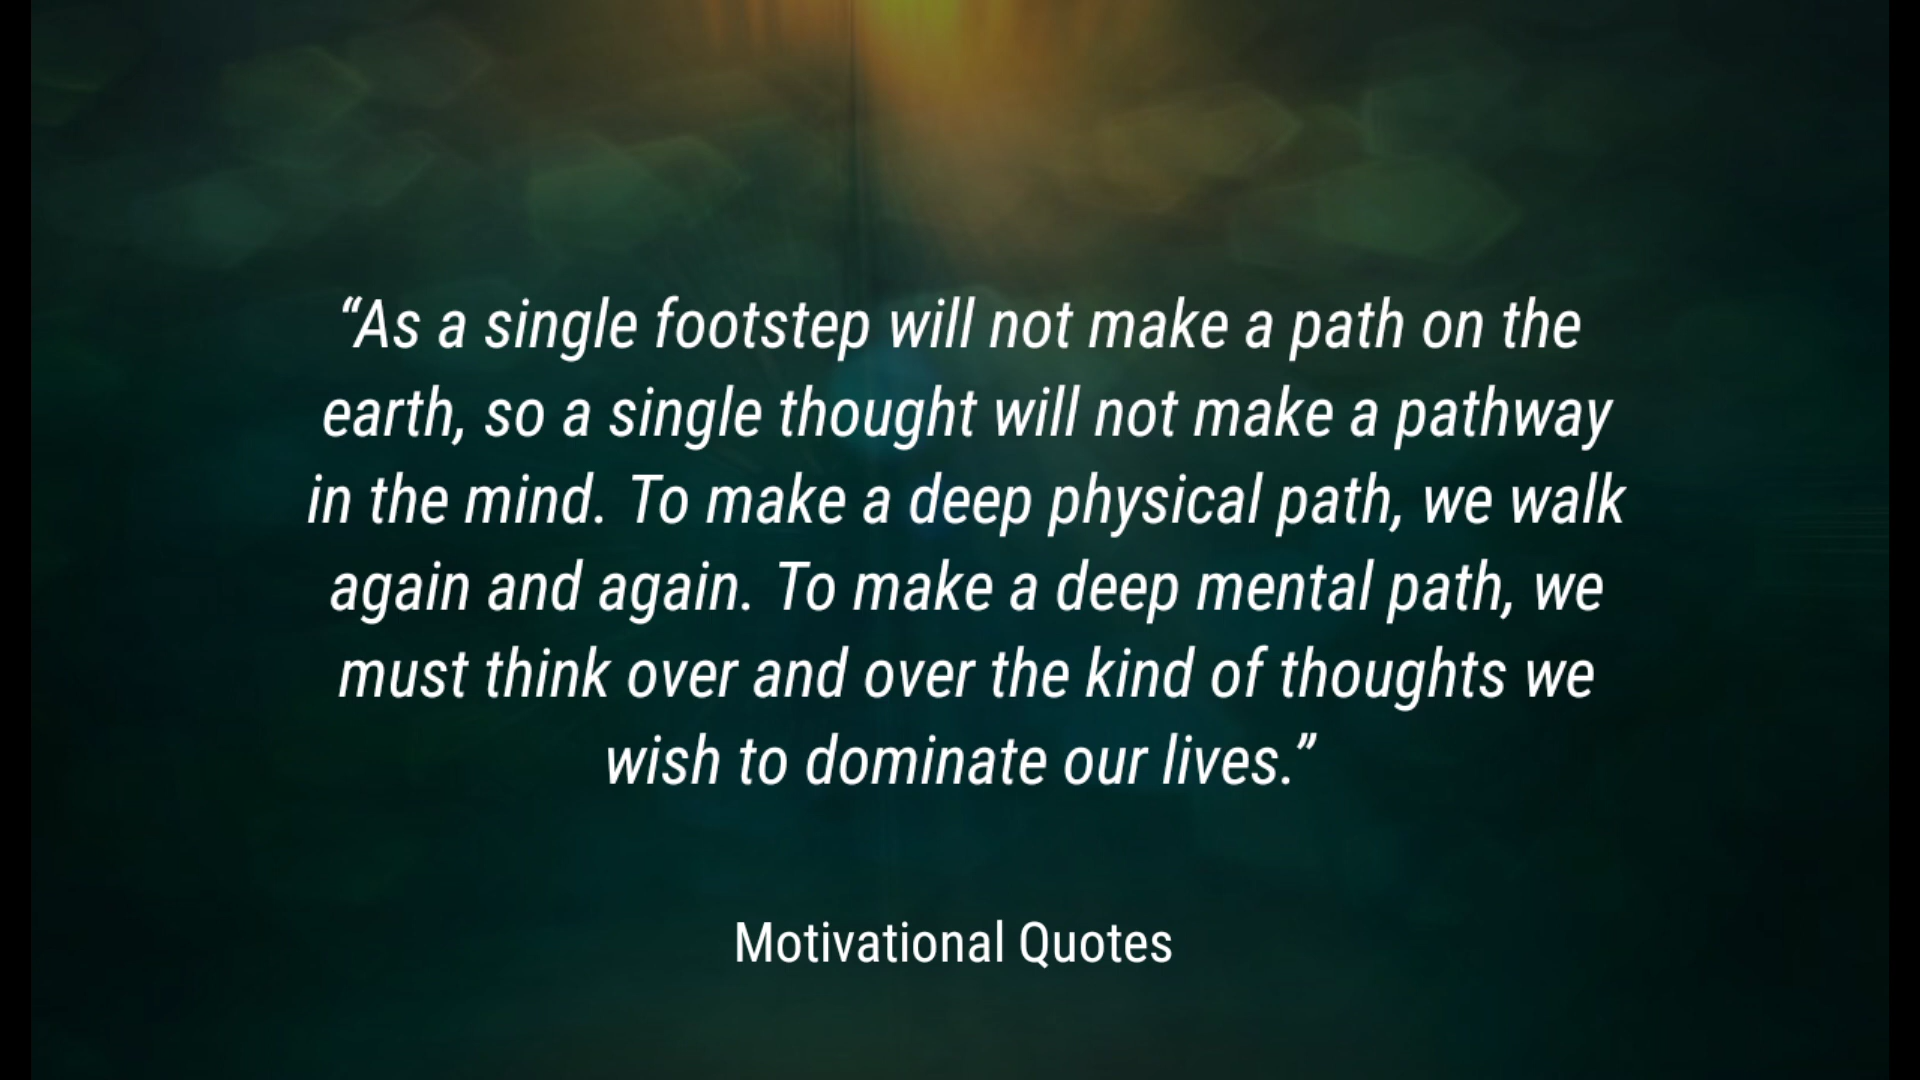 “As a single footstep will not make a path on the
earth, so a single thought will not make a pathway
in the mind. To make a deep physical path, we walk
again and again. To make a deep mental path, we
must think over and over the kind of thoughts we
wish to dominate our lives.”
Motivational Quotes